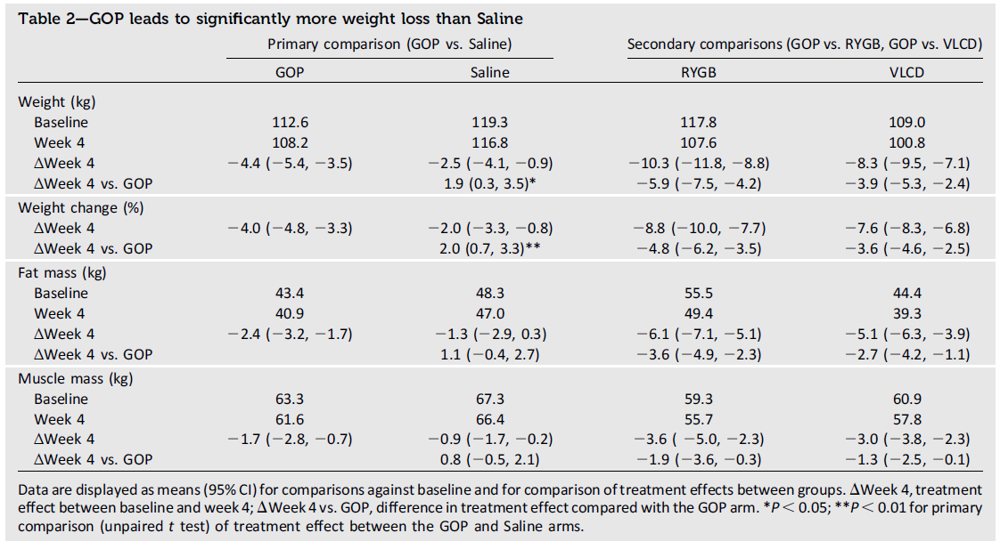 Table 2—GOP leads to significantly more weight loss than Saline
Primary comparison (GOP vs. Saline) Secondary comparisons (GOP vs. RYGB, GOP vs. VLCD)
GOP Saline RYGB VLCD
Weight (kg)
Baseline 112.6 119.3 117.8 109.0
Week 4 108.2 116.8 107.6 100.8
ΔWeek 4 −4.4 (−5.4, −3.5) −2.5 (−4.1, −0.9) −10.3 (−11.8, −8.8) −8.3 (−9.5, −7.1)
ΔWeek 4 vs. GOP 1.9 (0.3, 3.5)* −5.9 (−7.5, −4.2) −3.9 (−5.3, −2.4)
Weight change (%)
ΔWeek 4 −4.0 (−4.8, −3.3) −2.0 (−3.3, −0.8) −8.8 (−10.0, −7.7) −7.6 (−8.3, −6.8)
ΔWeek 4 vs. GOP 2.0 (0.7, 3.3)** −4.8 (−6.2, −3.5) −3.6 (−4.6, −2.5)
Fat mass (kg)
Baseline 43.4 48.3 55.5 44.4
Week 4 40.9 47.0 49.4 39.3
ΔWeek 4 −2.4 (−3.2, −1.7) −1.3 (−2.9, 0.3) −6.1 (−7.1, −5.1) −5.1 (−6.3, −3.9)
ΔWeek 4 vs. GOP 1.1 (−0.4, 2.7) −3.6 (−4.9, −2.3) −2.7 (−4.2, −1.1)
Muscle mass (kg)
Baseline 63.3 67.3 59.3 60.9
Week 4 61.6 66.4 55.7 57.8
ΔWeek 4 −1.7 (−2.8, −0.7) −0.9 (−1.7, −0.2) −3.6 ( −5.0, −2.3) −3.0 (−3.8, −2.3)
ΔWeek 4 vs. GOP 0.8 (−0.5, 2.1) −1.9 (−3.6, −0.3) −1.3 (−2.5, −0.1)
Data are displayed as means (95% CI) for comparisons against baseline and for comparison of treatment effects between groups. ΔWeek 4, treatment
effect between baseline and week 4; ΔWeek 4 vs. GOP, difference in treatment effect compared with the GOP arm. *P < 0.05; **P < 0.01 for primary
comparison (unpaired t test) of treatment effect between the GOP and Saline arms.